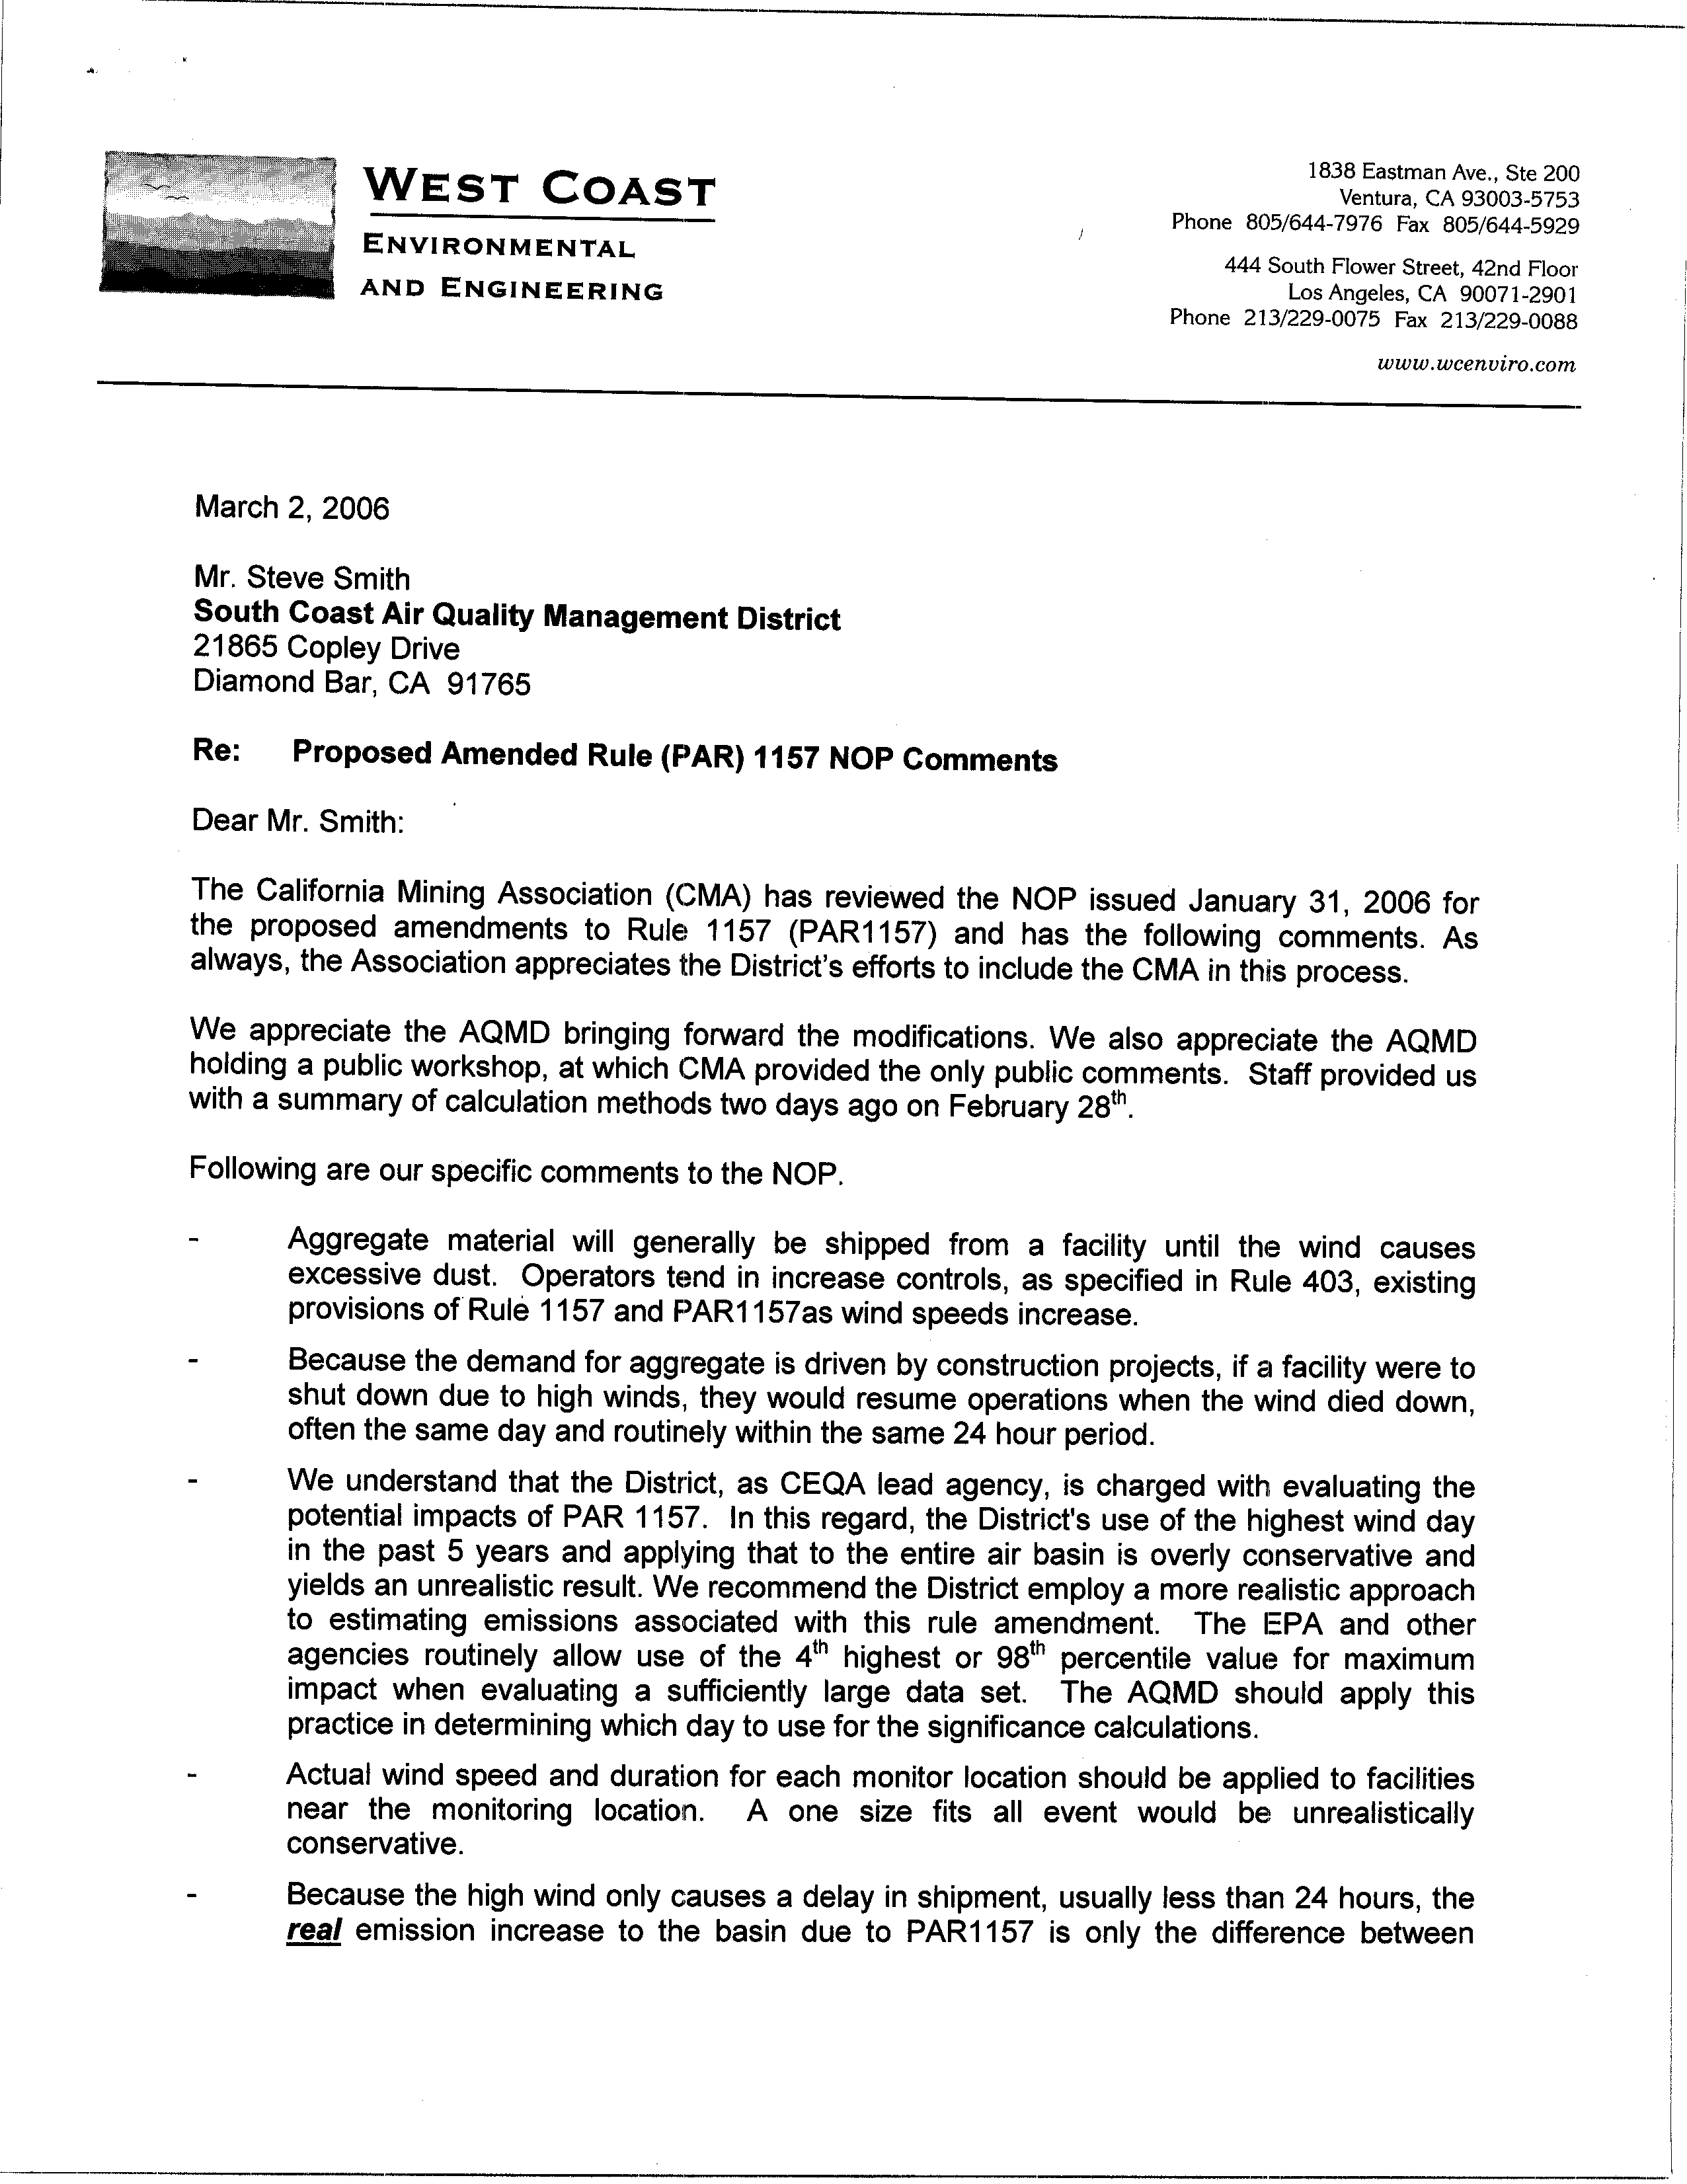 WEST COAST
ENVIRONMENTAL
AND ENGINEERING
1838 Eastman Ave., Ste 200
Ventura, CA 93003-5753
Phone 805/644-7976 Fax 805/644-5929
444 South Flower Street, 42nd Floor
Los Angeles, CA 90071-2901
Phone 213/229-0075 Fax 213/229-0088
www.wcenviro.com
March 2, 2006
Mr. Steve Smith
South Coast Air Quality Management District
21865 Copley Drive
Diamond Bar, CA 91765
Re: Proposed Amended Rule (PAR) 1157 NOP Comments
Dear Mr. Smith:
The California Mining Association (CMA) has reviewed the NOP issued January 31, 2006 for
the proposed amendments to Rule 1157 (PAR1157) and has the following comments. As
always, the Association appreciates the District's efforts to include the CMA in this process.
We appreciate the AQMD bringing forward the modifications. We also appreciate the AQMD
holding a public workshop, at which CMA provided the only public comments. Staff provided us
with a summary of calculation methods two days ago on February 28th.
Following are our specific comments to the NOP.
- Aggregate material will generally be shipped from a facility until the wind causes
excessive dust. Operators tend in increase controls, as specified in Rule 403, existing
provisions of Rule 1157 and PAR1157as wind speeds increase.
- Because the demand for aggregate is driven by construction projects, if a facility were to
shut down due to high winds, they would resume operations when the wind died down,
often the same day and routinely within the same 24 hour period.
- We understand that the District, as CEQA lead agency, is charged with evaluating the
potential impacts of PAR 1157. In this regard, the District's use of the highest wind day
in the past 5 years and applying that to the entire air basin is overly conservative and
yields an unrealistic result. We recommend the District employ a more realistic approach
to estimating emissions associated with this rule amendment. The EPA and other
agencies routinely allow use of the 4th highest or 98th percentile value for maximum
impact when evaluating a sufficiently large data set. The AQMD should apply this
practice in determining which day to use for the significance calculations.
- Actual wind speed and duration for each monitor location should be applied to facilities
near the monitoring location. A one size fits all event would be unrealistically
conservative.
- Because the high wind only causes a delay in shipment, usually less than 24 hours, the
real emission increase to the basin due to PAR1157 is only the difference between